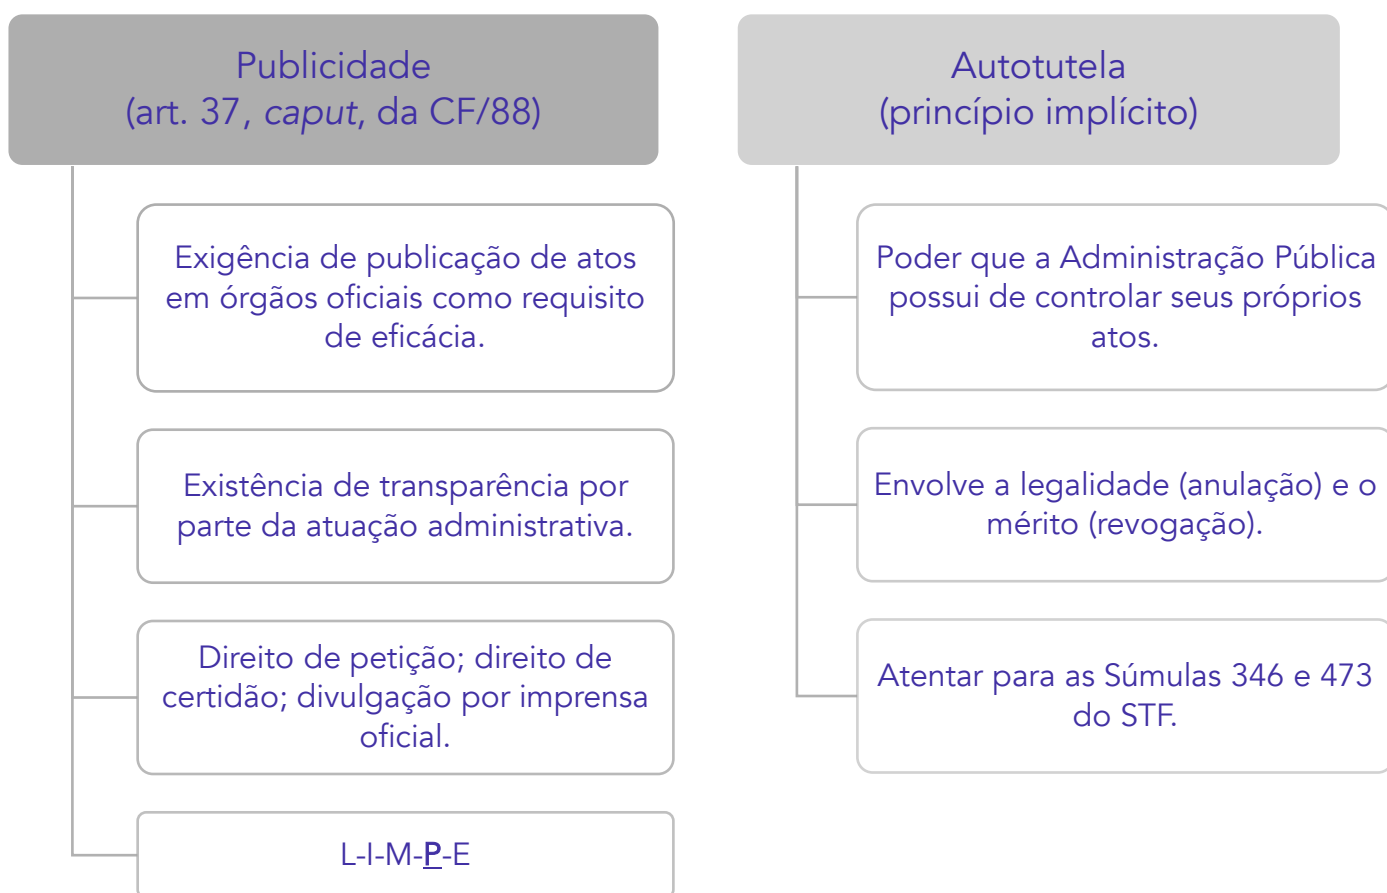 Publicidade
(art. 37, caput, da CF/88)
Exigência de publicação de atos
em órgãos oficiais como requisito
de eficácia.
Existência de transparência por
parte da atuação administrativa.
Direito de petição; direito de
certidão; divulgação por imprensa
oficial.
L-I-M-P-E
Autotutela
(princípio implícito)
Poder que a Administração Pública
possui de controlar seus próprios
atos.
Envolve a legalidade (anulação) e o
mérito (revogação).
Atentar para as Súmulas 346 e 473
do STF.